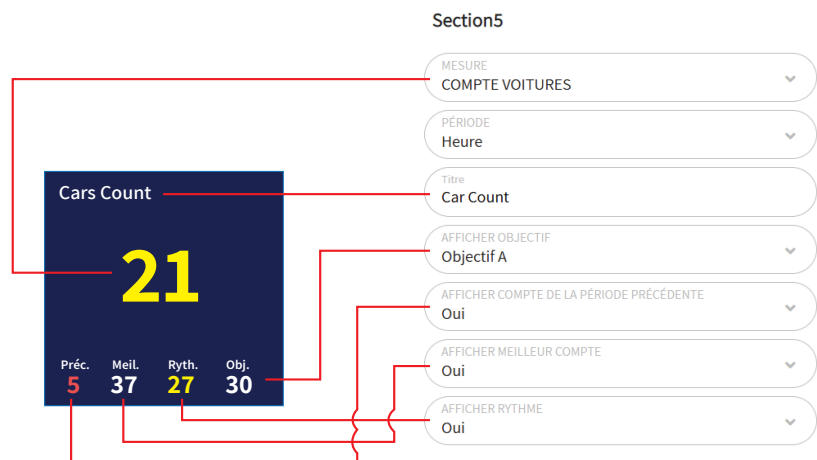 Section5
MESURE
COMPTE VOITURES
PÉRIODE
Heure
Titre
Car Count
AFFICHER OBJECTIF
Objectif A
AFFICHER COMPTE DE LA PÉRIODE PRÉCÉDENTE
Oui
AFFICHER MEILLEUR COMPTE
Oui
AFFICHER RYTHME
Oui
Cars Count
21
Préc. Meil. Ryth. Obj.
5 37 27 30